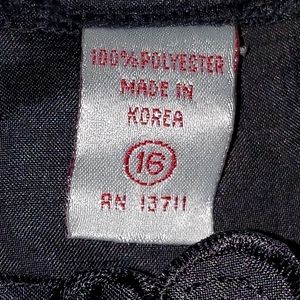 100% POLYESTER
MADE IN
KOREA
16
RN 13711